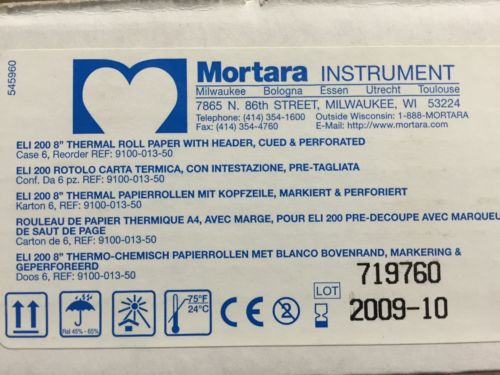 545960
Mortara INSTRUMENT
Milwaukee Bologna Essen Utrecht Toulouse
7865 N. 86th STREET, MILWAUKEE, WI 53224
Telephone: (414) 354-1600 Outside Wisconsin: 1-888-MORTARA
Fax: (414) 354-4760 http://www.mortara.com
ELI 200 8" THERMAL ROLL PAPER WITH HEADER, CUED & PERFORATED
Case 6, Reorder REF: 9100-013-50
ELI 200 ROTOLO CARTA TERMICA, CON INTESTAZIONE, PRE-TAGLIATA
Conf. Da 6 pz. REF: 9100-013-50
ELI 200 8" THERMAL PAPIERROLLEN MIT KOPFZEILE, MARKIERT & PERFORIERT
Karton 6, REF: 9100-013-50
ROULEAU DE PAPIER THERMIQUE A4, AVEC MARGE, POUR ELI 200 PRE-DECOUPE AVEC MARQUEU
DE SAUT DE PAGE
Carton de 6, REF: 9100-013-50
ELI 200 8" THERMO-CHEMISCH PAPIERROLLEN MET BLANCO BOVENRAND, MARKERING &
GEPERFOREERD
Doos 6, REF: 9100-013-50
719760
LOT
2009-10
Rel 45%- 65%
75°F
24°C
CE
2